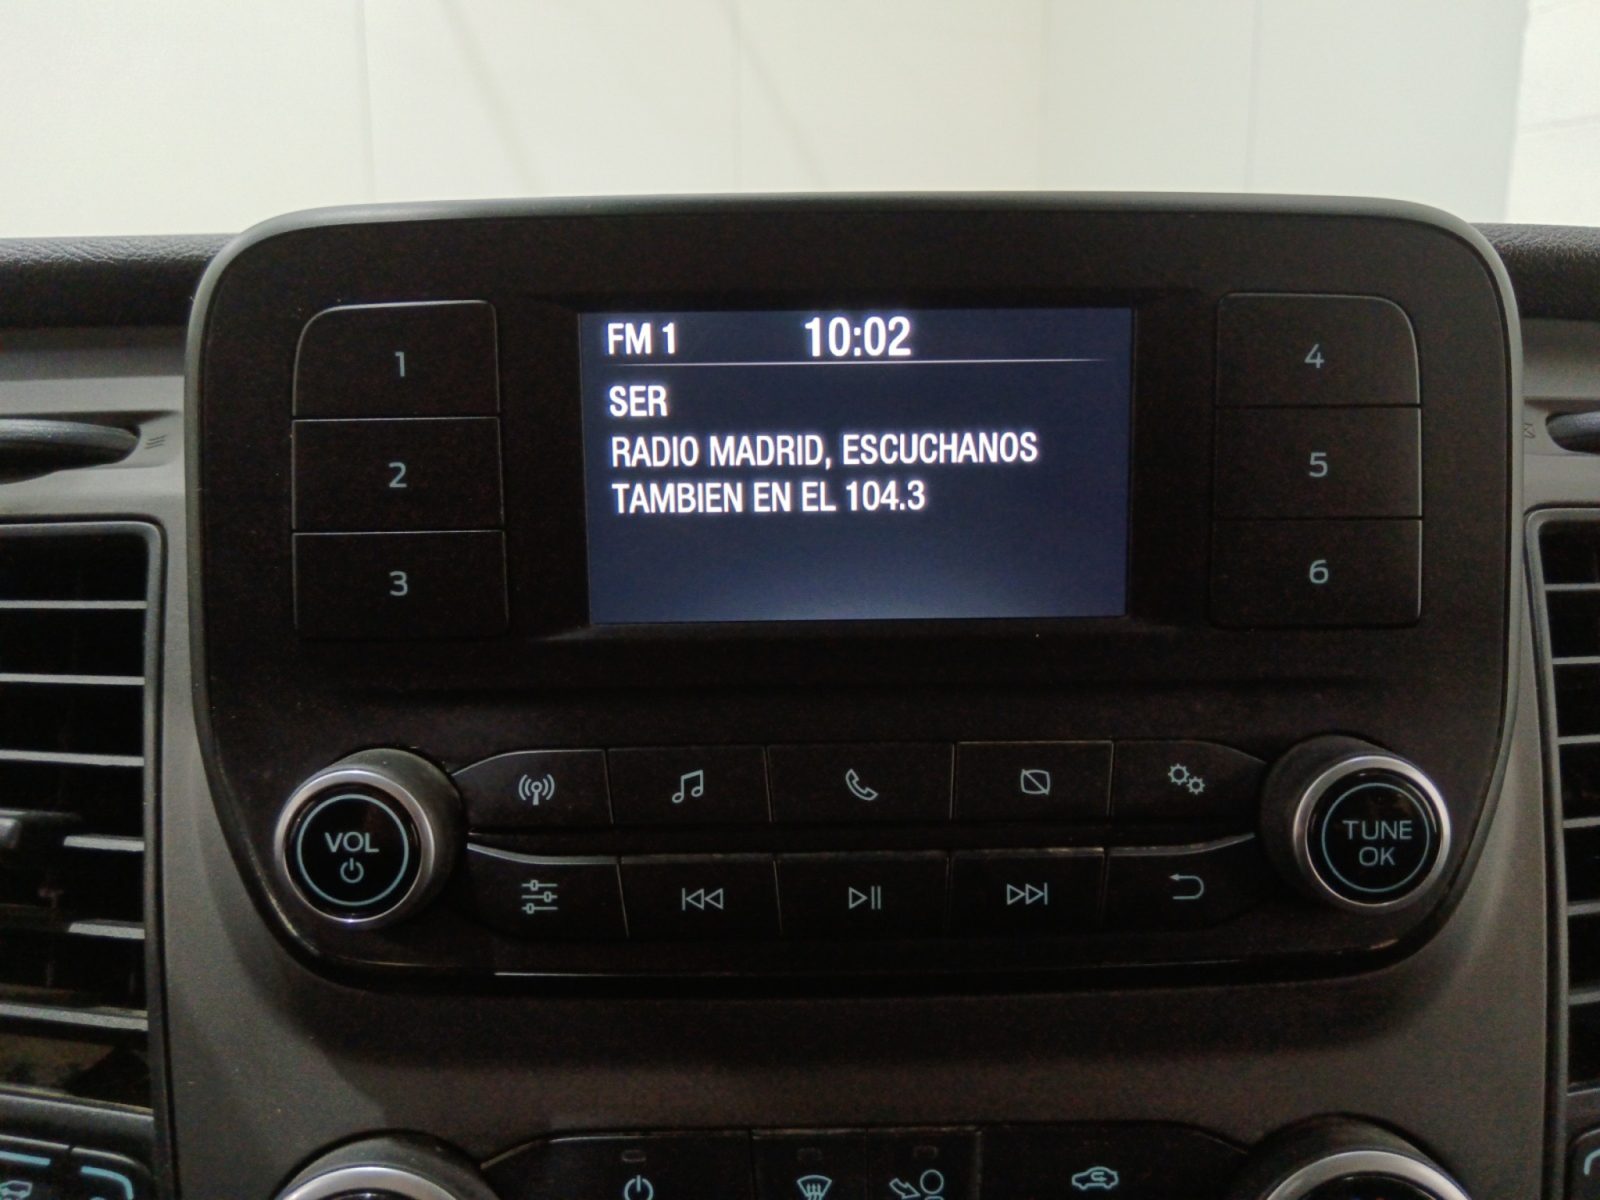 FM 1 10:02
SER
RADIO MADRID, ESCUCHANOS
TAMBIEN EN EL 104.3
1
2
3
4
5
6
VOL
TUNE
OK